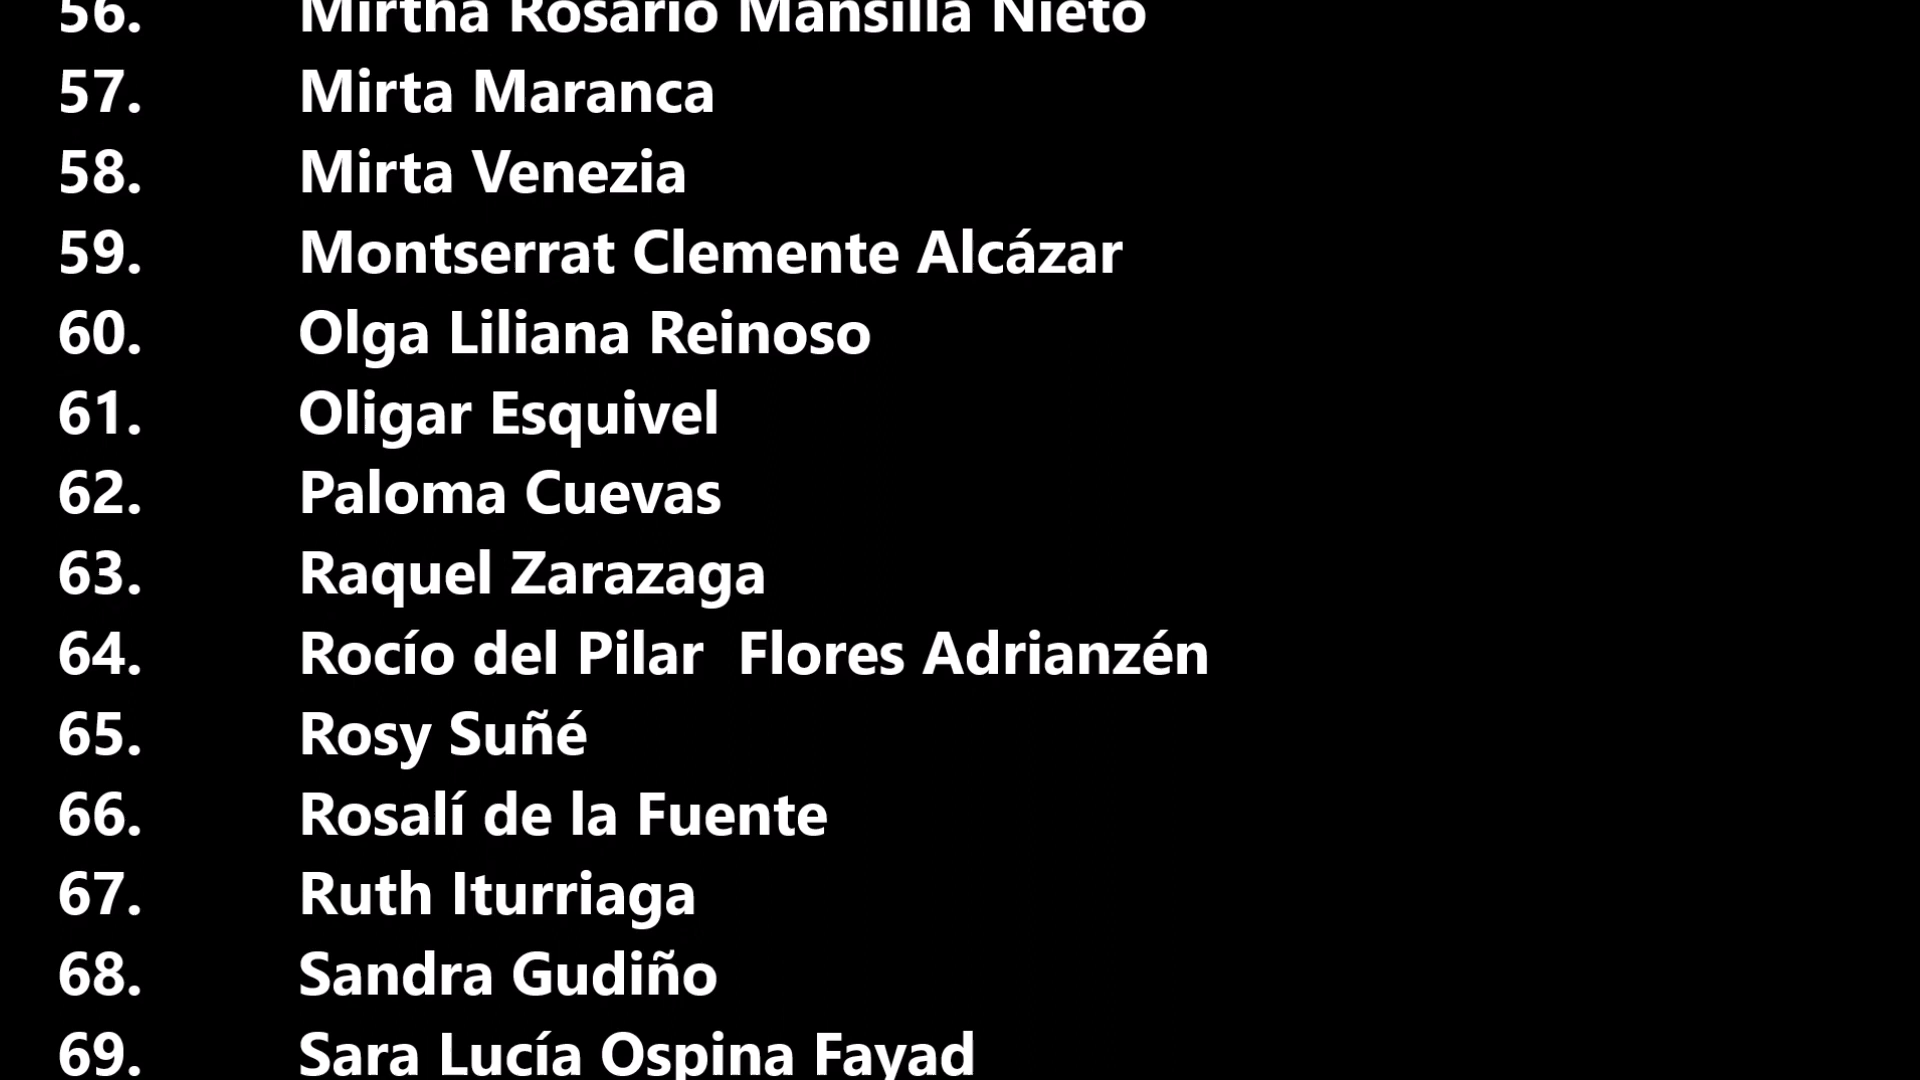 56. Mirtha Rosario Mansilla Nieto
57. Mirta Maranca
58. Mirta Venezia
59. Montserrat Clemente Alcázar
60. Olga Liliana Reinoso
61. Oligar Esquivel
62. Paloma Cuevas
63. Raquel Zarazaga
64. Rocío del Pilar  Flores Adrianzén
65. Rosy Suñé
66. Rosalí de la Fuente
67. Ruth Iturriaga
68. Sandra Gudiño
69. Sara Lucía Ospina Fayad